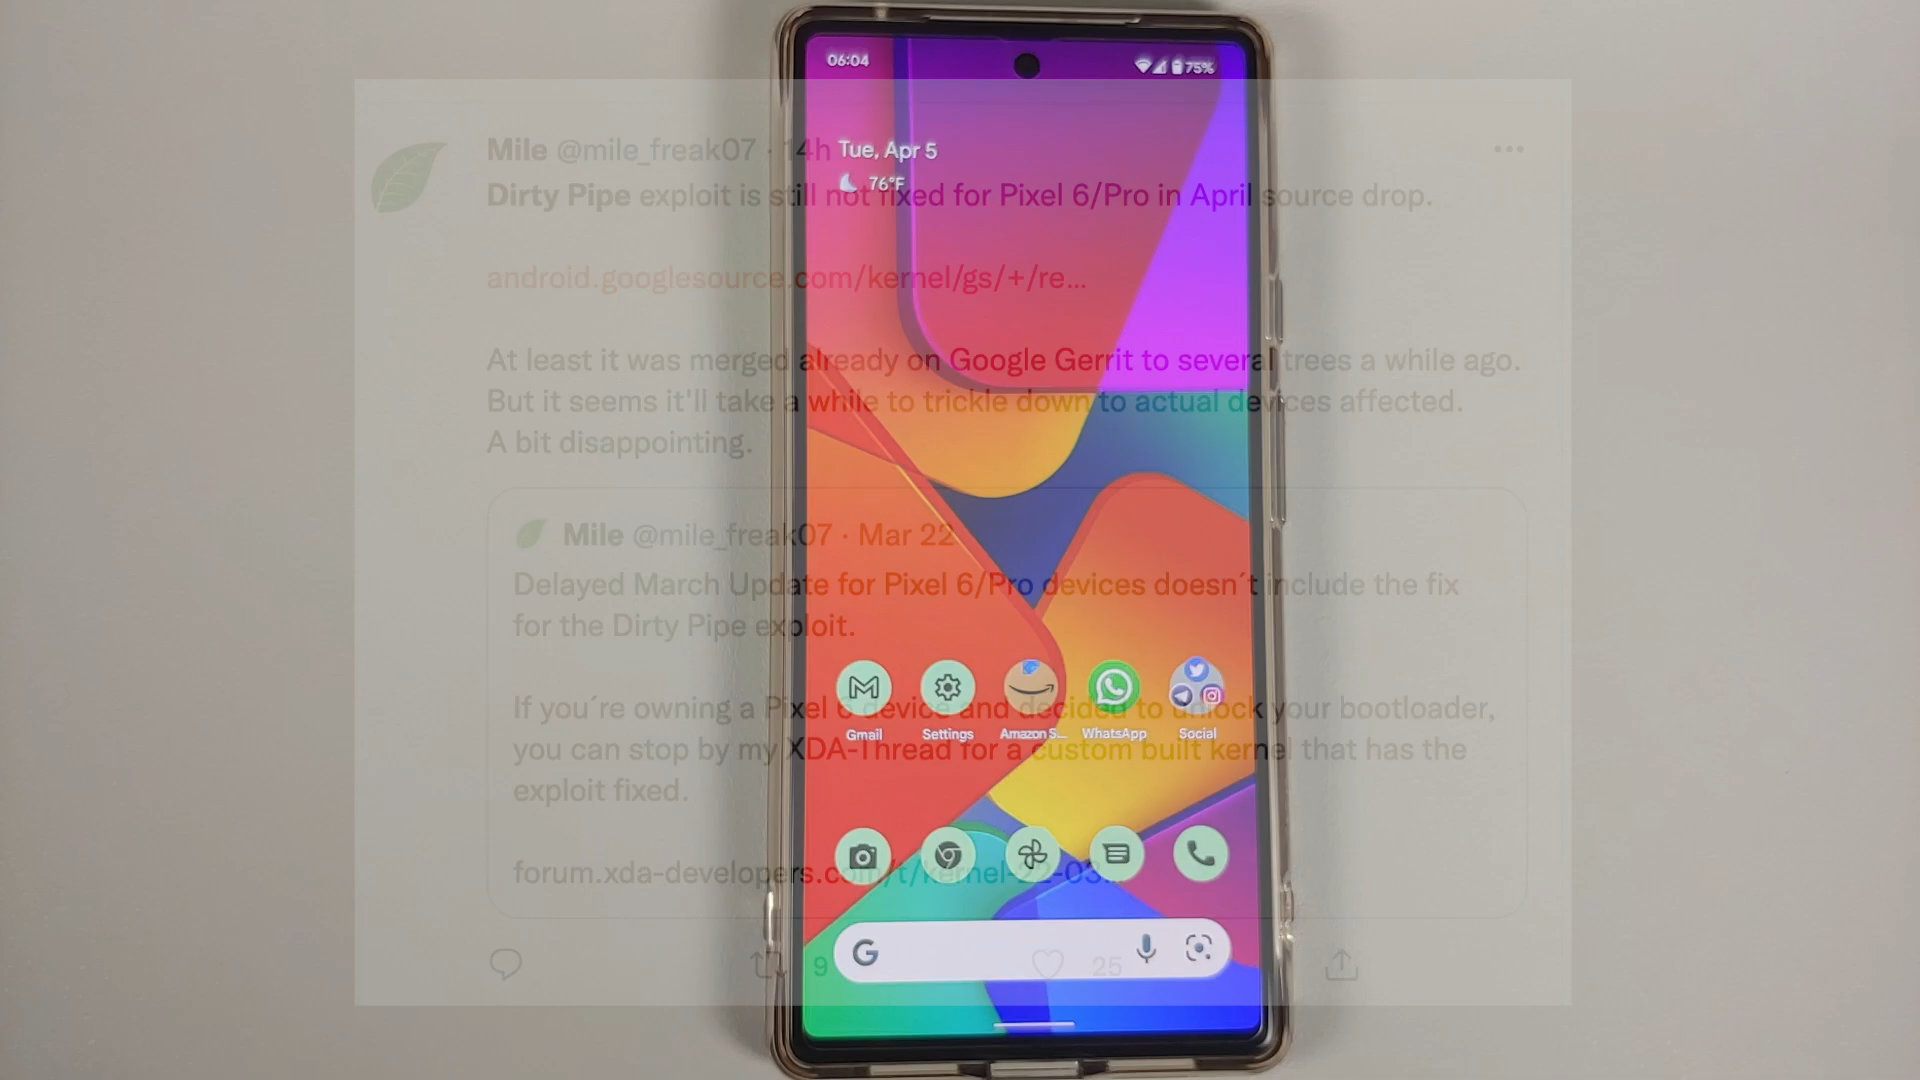 06:04
75%
Mile @mile_freak07 · 14h
Tue, Apr 5
76°F
Dirty Pipe exploit is still not fixed for Pixel 6/Pro in April source drop.
android.googlesource.com/kernel/gs/+/re...
At least it was merged already on Google Gerrit to several trees a while ago.
But it seems it'll take a while to trickle down to actual devices affected.
A bit disappointing.
Mile @mile_freak07 · Mar 22
Delayed March Update for Pixel 6/Pro devices doesn´t include the fix
for the Dirty Pipe exploit.
If you´re owning a Pixel 6 device and decided to unlock your bootloader,
Gmail Settings Amazon S... WhatsApp Social
you can stop by my XDA-Thread for a custom built kernel that has the
exploit fixed.
forum.xda-developers.com/t/kernel-22-03...
G
9 25